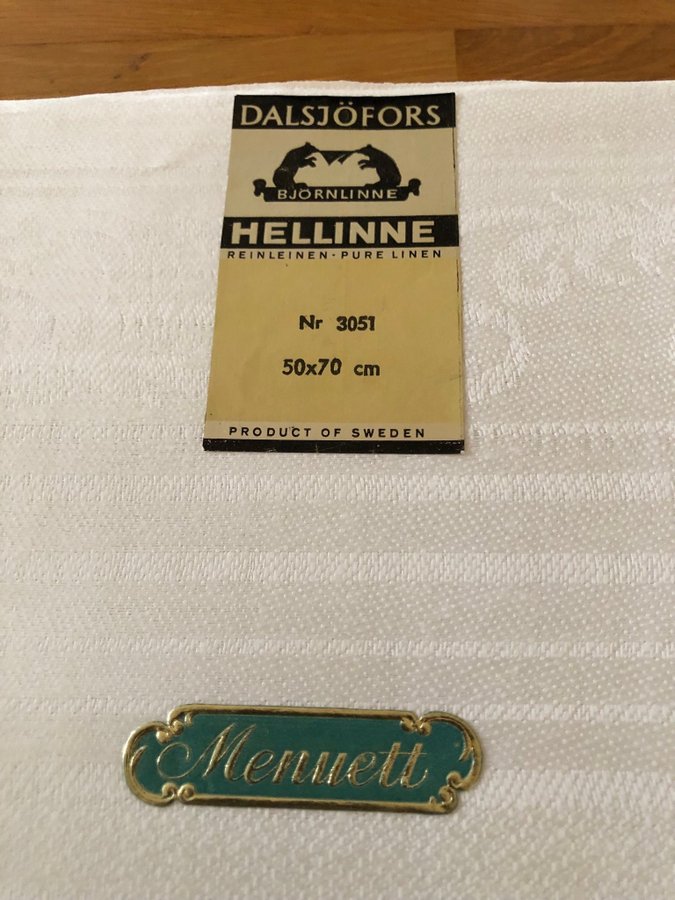 DALSJÖFORS
BJÖRNLINNE
HELLINNE
REINLEINEN · PURE LINEN
Nr 3051
50x70 cm
PRODUCT OF SWEDEN
Menuett